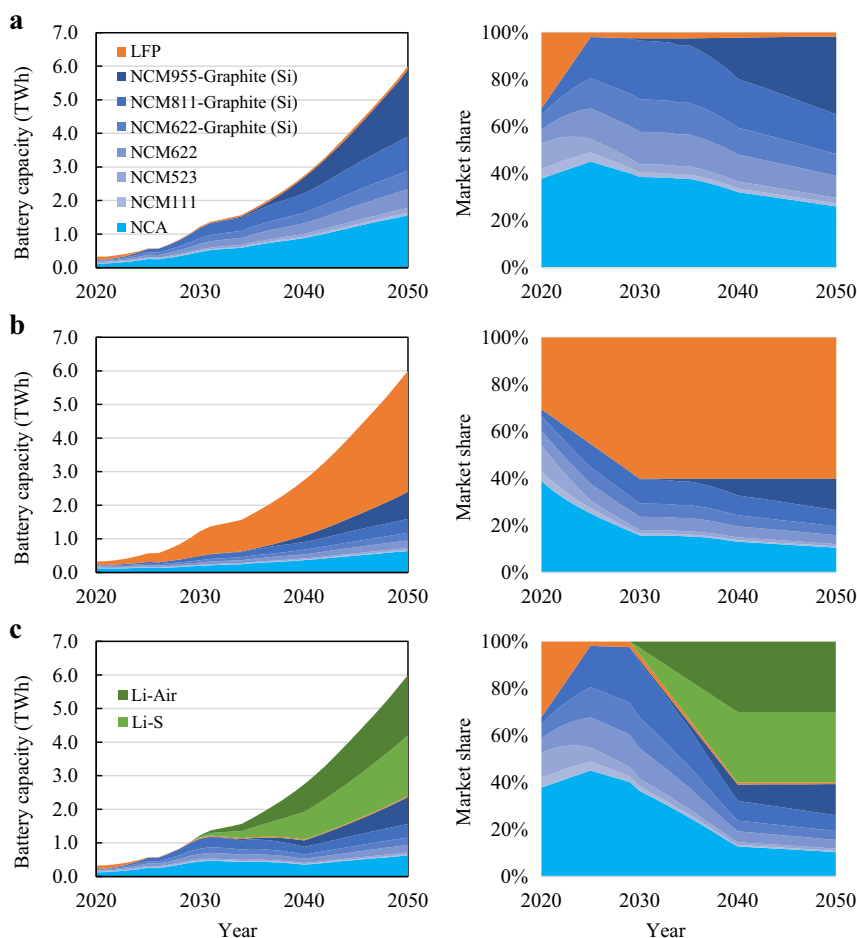 a
Battery capacity (TWh)
7.0
6.0
5.0
4.0
3.0
2.0
1.0
0.0
LFP
NCM955-Graphite (Si)
NCM811-Graphite (Si)
NCM622-Graphite (Si)
NCM622
NCM523
NCM111
NCA
2020 2030 2040 2050
Market share
100%
80%
60%
40%
20%
0%
2020 2030 2040 2050
b
Battery capacity (TWh)
7.0
6.0
5.0
4.0
3.0
2.0
1.0
0.0
2020 2030 2040 2050
Market share
100%
80%
60%
40%
20%
0%
2020 2030 2040 2050
c
Battery capacity (TWh)
7.0
6.0
5.0
4.0
3.0
2.0
1.0
0.0
Li-Air
Li-S
2020 2030 2040 2050
Year
Market share
100%
80%
60%
40%
20%
0%
2020 2030 2040 2050
Year